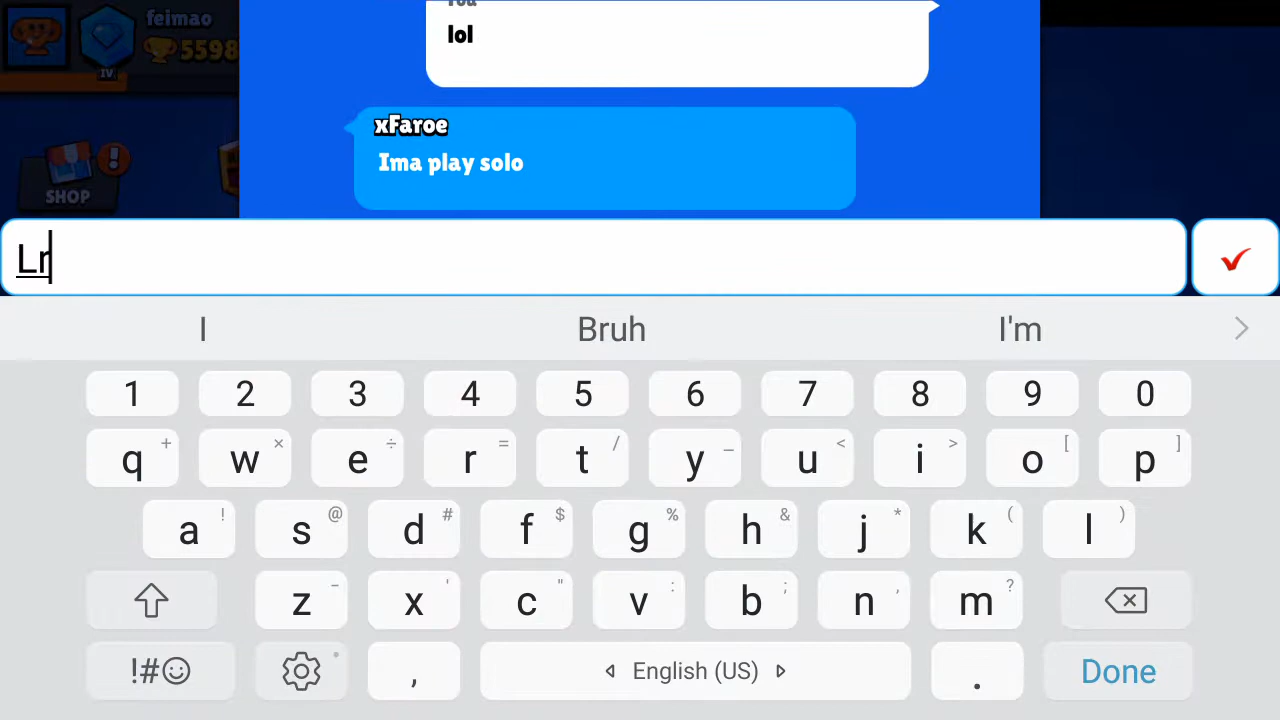 feimao
5598
IV
You
lol
xFaroe
Ima play solo
!
SHOP
Lr
I Bruh I'm
1 2 3 4 5 6 7 8 9 0
q + w × e ÷ r = t / y _ u < i > o [ p ]
a ! s @ d # f $ g % h & j * k ( l )
z - x ' c " v : b ; n , m ?
!#☺ , English (US) . Done